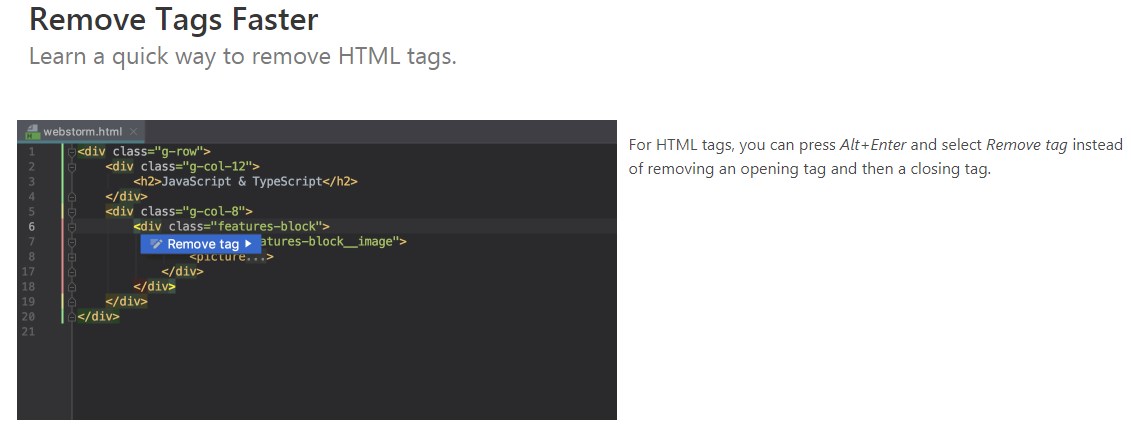 Remove Tags Faster
Learn a quick way to remove HTML tags.
webstorm.html
1 <div class="g-row">
2 <div class="g-col-12">
3 <h2>JavaScript & TypeScript</h2>
4 </div>
5 <div class="g-col-8">
6 <div class="features-block">
7 Remove tag atures-block__image">
8 <picture...>
17 </div>
18 </div>
19 </div>
20 </div>
21
For HTML tags, you can press Alt+Enter and select Remove tag instead
of removing an opening tag and then a closing tag.